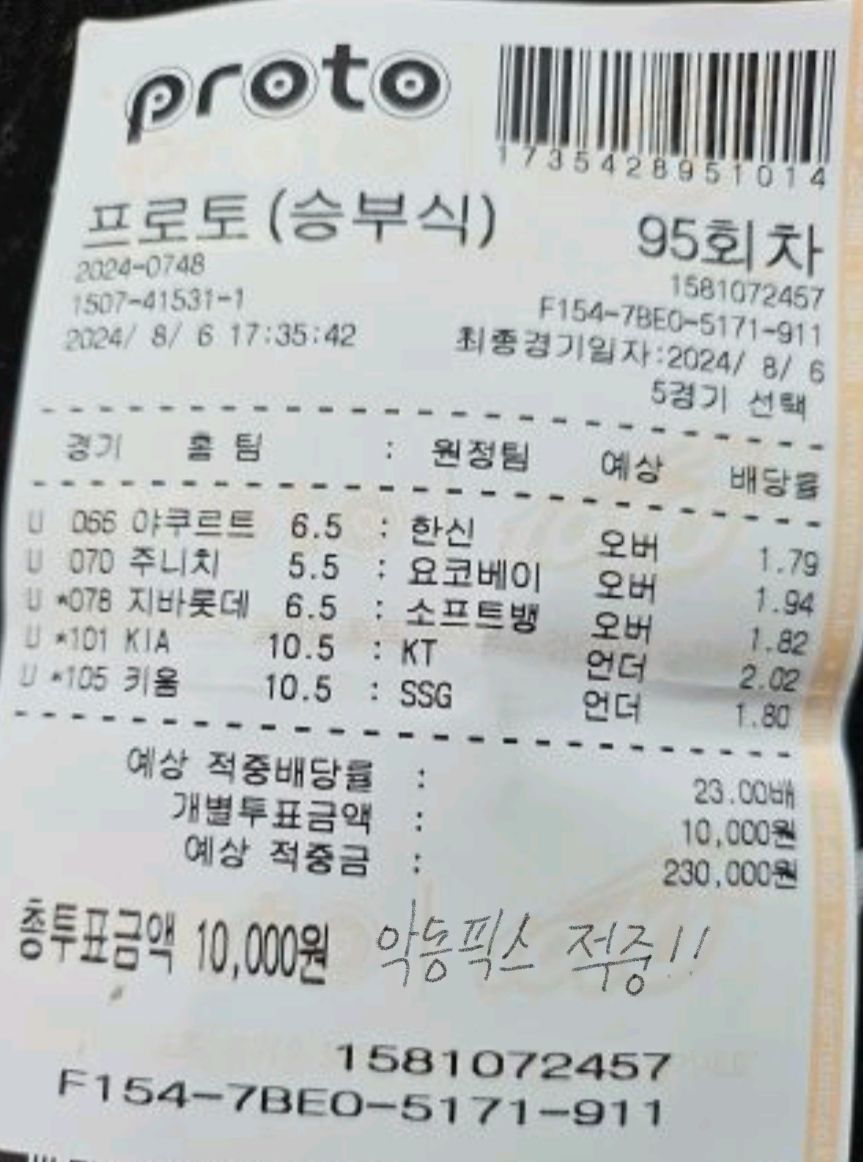 proto
1735428951014
프로토(승부식) 95회차
2024-0748 1581072457
1507-41531-1 F154-7BE0-5171-911
2024/ 8/ 6 17:35:42 최종경기일자:2024/ 8/ 6
5경기 선택
경기 홈팀 : 원정팀 예상 배당률
U 066 야쿠르트 6.5 : 한신 오버 1.79
U 070 주니치 5.5 : 요코베이 오버 1.94
U *078 지바롯데 6.5 : 소프트뱅 오버 1.82
U *101 KIA 10.5 : KT 언더 2.02
U *105 키움 10.5 : SSG 언더 1.80
예상 적중배당률 : 23.00배
개별투표금액 : 10,000원
예상 적중금 : 230,000원
총투표금액 10,000원 악동픽스 적중!!
1581072457
F154-7BE0-5171-911